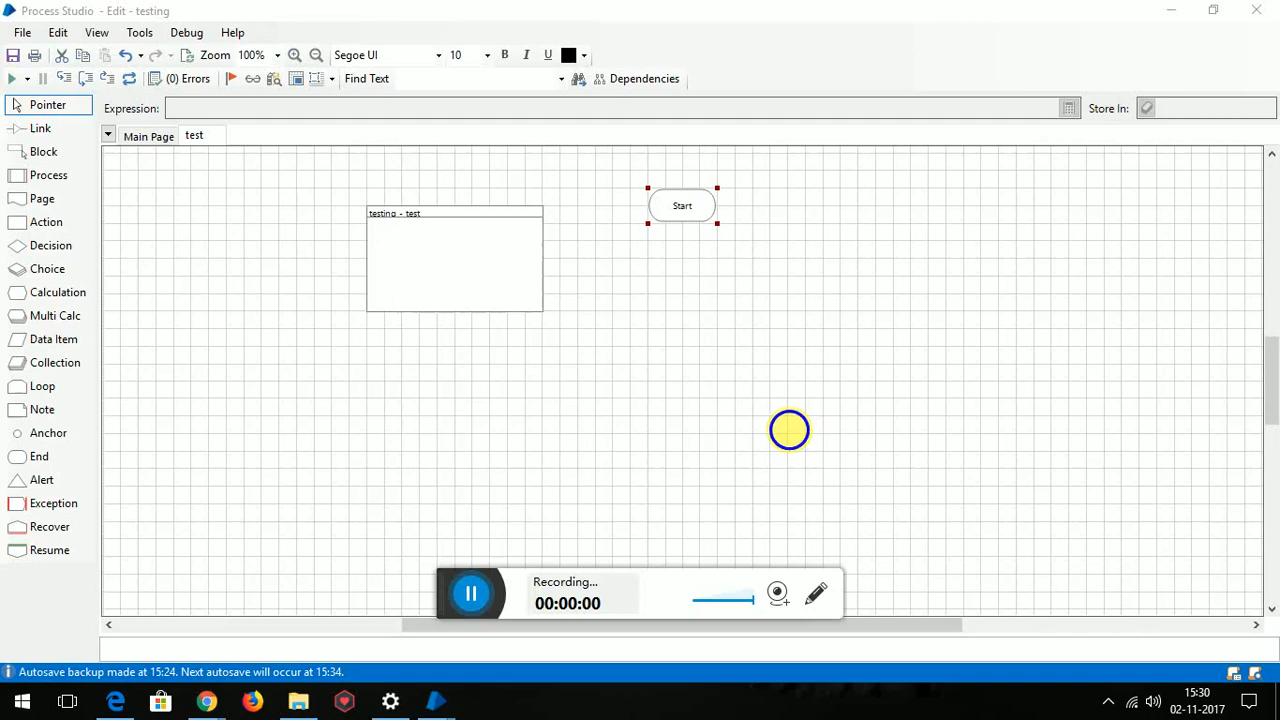 Process Studio - Edit - testing
File Edit View Tools Debug Help
Zoom 100% Segoe UI 10 B I U
(0) Errors Find Text Dependencies
Expression: Store In:
Pointer
Link
Block
Process
Page
Action
Decision
Choice
Calculation
Multi Calc
Data Item
Collection
Loop
Note
Anchor
End
Alert
Exception
Recover
Resume
Main Page test
testing - test
Start
Recording...
00:00:00
Autosave backup made at 15:24. Next autosave will occur at 15:34.
15:30
02-11-2017